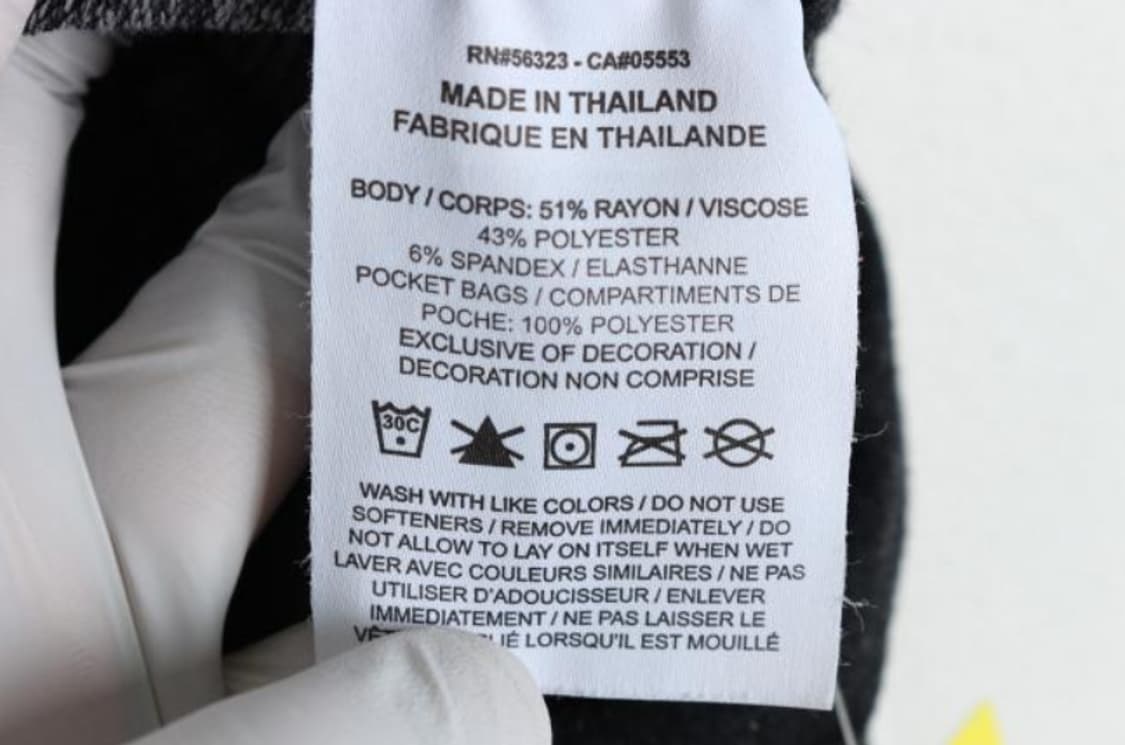 RN#56323 - CA#05553
MADE IN THAILAND
FABRIQUE EN THAILANDE
BODY / CORPS: 51% RAYON / VISCOSE
43% POLYESTER
6% SPANDEX / ELASTHANNE
POCKET BAGS / COMPARTIMENTS DE
POCHE: 100% POLYESTER
EXCLUSIVE OF DECORATION /
DECORATION NON COMPRISE
30C
WASH WITH LIKE COLORS / DO NOT USE
SOFTENERS / REMOVE IMMEDIATELY / DO
NOT ALLOW TO LAY ON ITSELF WHEN WET
LAVER AVEC COULEURS SIMILAIRES / NE PAS
UTILISER D'ADOUCISSEUR / ENLEVER
IMMEDIATEMENT / NE PAS LAISSER LE
LORSQU'IL EST MOUILLÉ